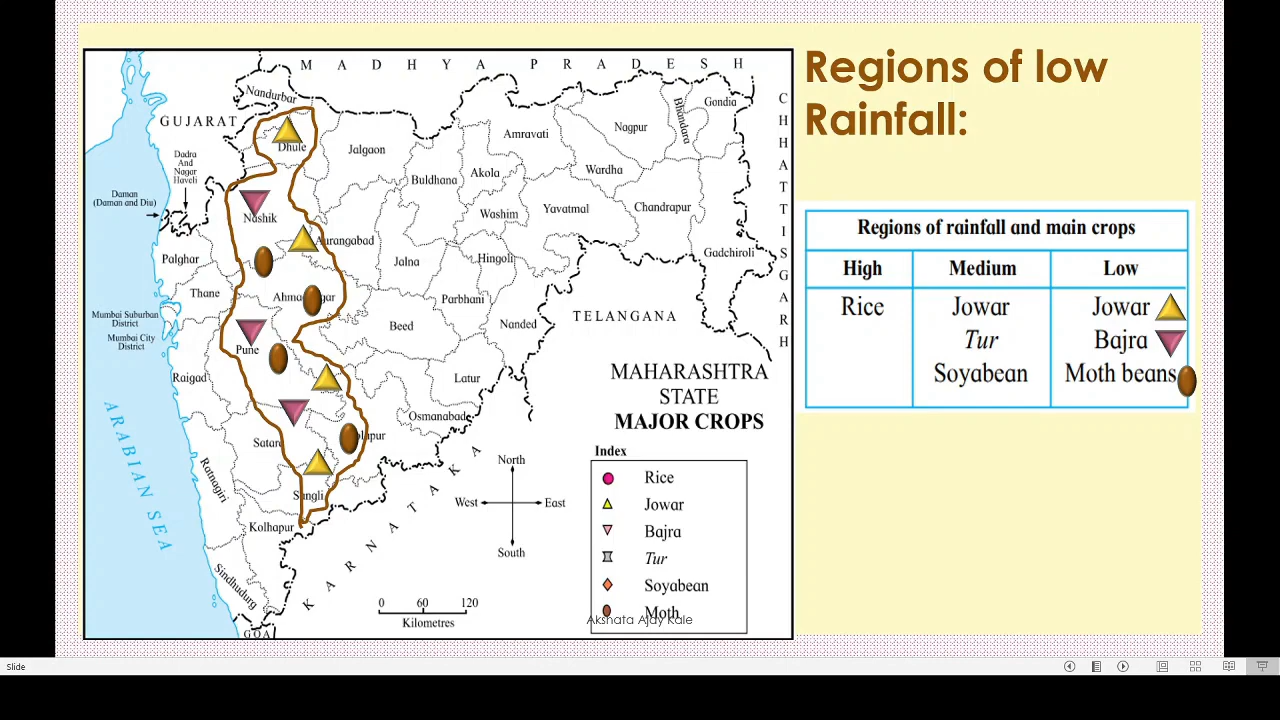 Regions of low
Rainfall:
M A D H Y A P R A D E S H
C H H A T T I S G A R H
Nandurbar
GUJARAT
Dhule
Jalgaon
Buldhana
Akola
Amravati
Nagpur
Bhandara
Gondia
Wardha
Dadra
And
Nagar
Haveli
Daman
(Daman and Diu)
Nashik
Aurangabad
Washim
Yavatmal
Chandrapur
Gadchiroli
Palghar
Jalna
Hingoli
Thane
Parbhani
Mumbai Suburban
District
Mumbai City
District
Pune
Beed
Nanded
TELANGANA
Raigad
Latur
Osmanabad
Satara
Ratnagiri
Sangli
Kolhapur
Sindhudurg
GOA
ARABIAN SEA
K A R N A T A K A
MAHARASHTRA
STATE
MAJOR CROPS
North
West East
South
0 60 120
Kilometres
Index
Rice
Jowar
Bajra
Tur
Soyabean
Moth
Akshata Ajay Kale
Regions of rainfall and main crops
High Medium Low
Rice Jowar Jowar
Tur Bajra
Soyabean Moth beans
Slide